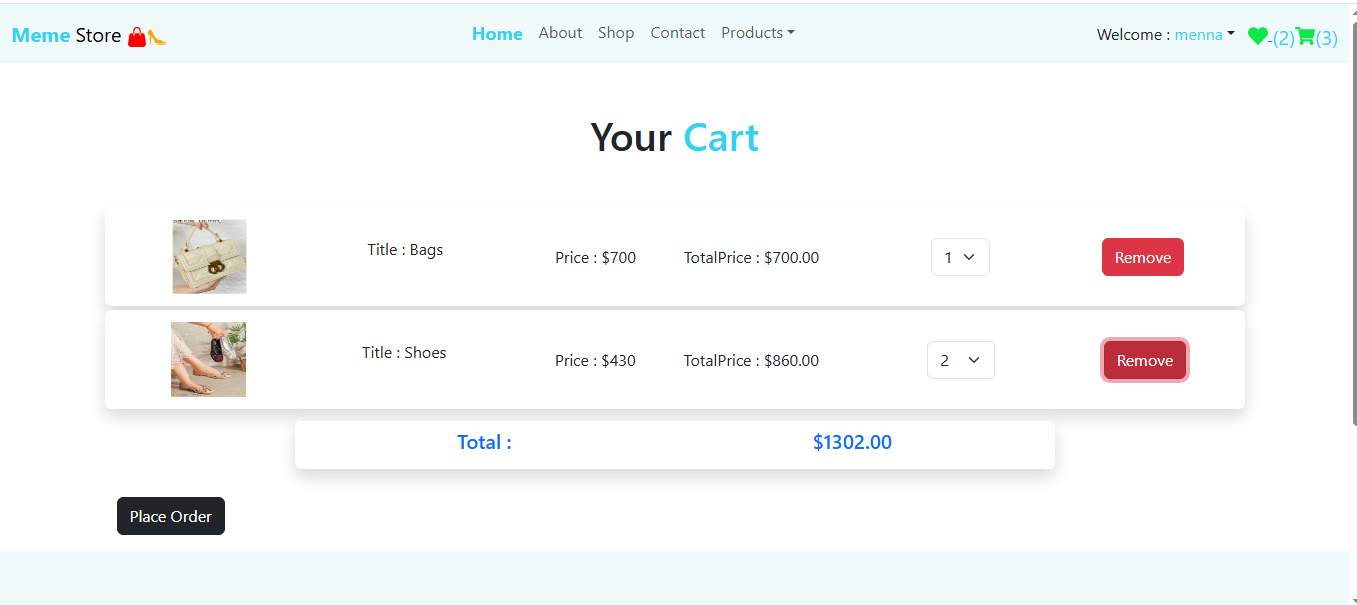 Meme Store
Home About Shop Contact Products
Welcome : menna (2) (3)
Your Cart
Title : Bags Price : $700 TotalPrice : $700.00 1 Remove
Title : Shoes Price : $430 TotalPrice : $860.00 2 Remove
Total : $1302.00
Place Order